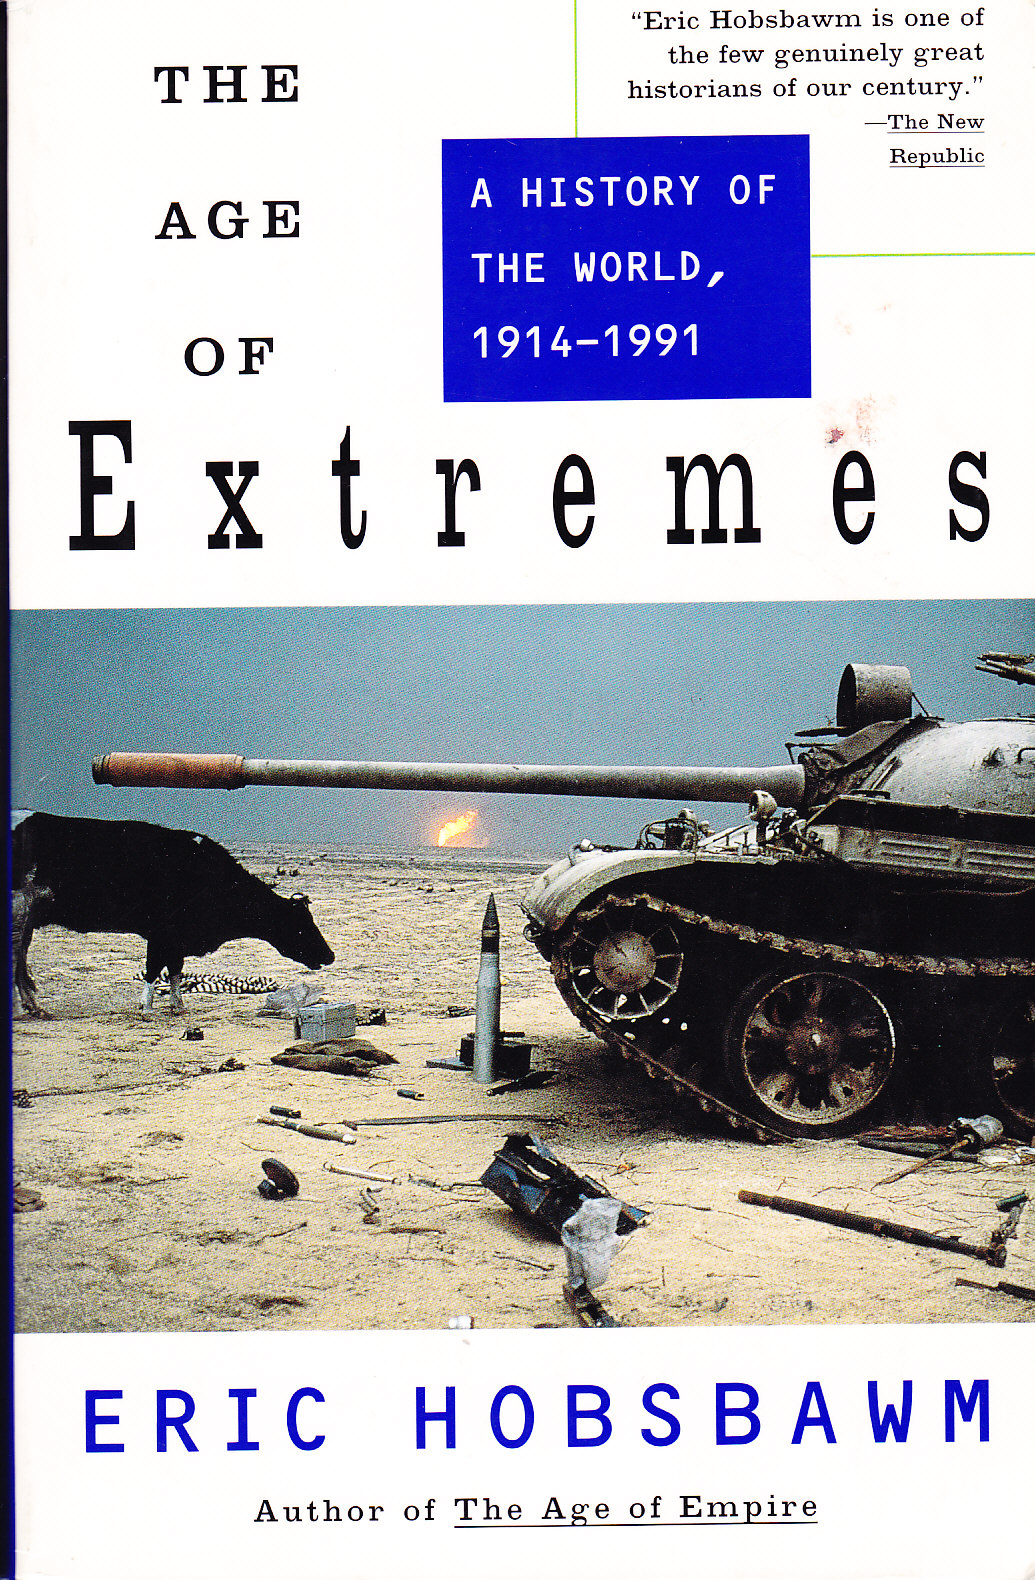 “Eric Hobsbawm is one of
the few genuinely great
historians of our century.”
—The New
Republic
THE
AGE
OF
Extremes
A HISTORY OF
THE WORLD,
1914–1991
ERIC HOBSBAWM
Author of The Age of Empire